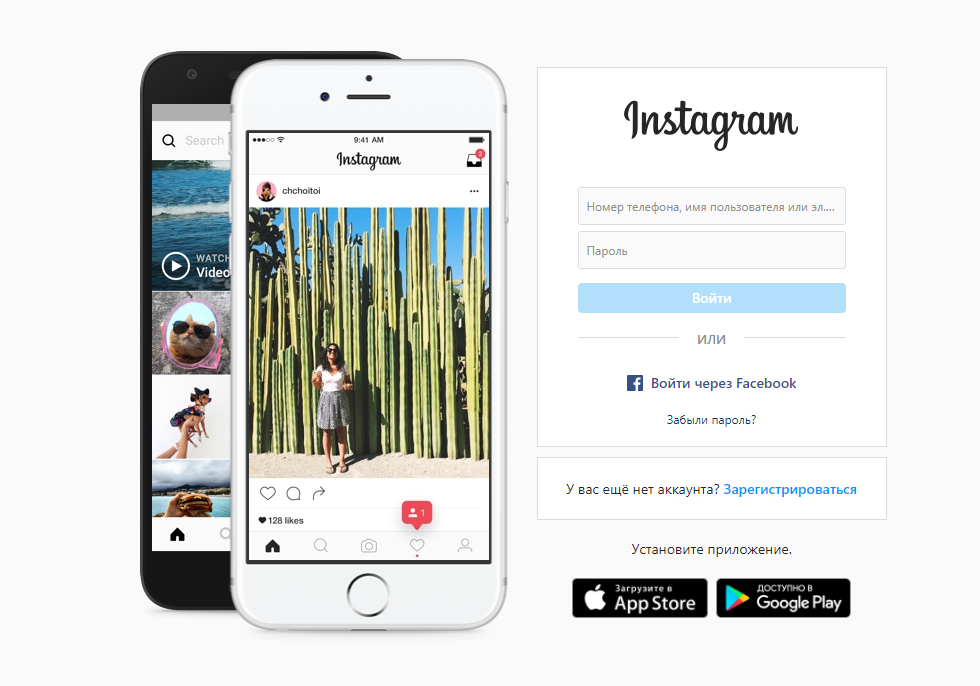 Search
WATCH
Video
9:41 AM
Instagram
2
chchoitoi
128 likes
1
Instagram
Номер телефона, имя пользователя или эл....
Пароль
Войти
ИЛИ
Войти через Facebook
Забыли пароль?
У вас ещё нет аккаунта? Зарегистрироваться
Установите приложение.
Загрузите в
App Store
ДОСТУПНО В
Google Play